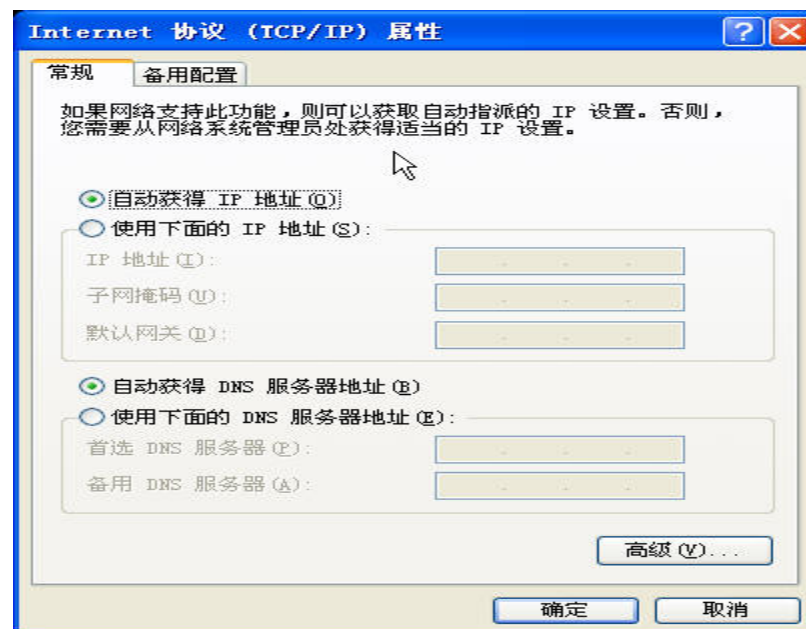 Internet 协议 (TCP/IP) 属性
常规 备用配置
如果网络支持此功能，则可以获取自动指派的 IP 设置。否则，
您需要从网络系统管理员处获得适当的 IP 设置。
自动获得 IP 地址(O)
使用下面的 IP 地址(S):
IP 地址(I):
子网掩码(U):
默认网关(D):
自动获得 DNS 服务器地址(B)
使用下面的 DNS 服务器地址(E):
首选 DNS 服务器(P):
备用 DNS 服务器(A):
高级(V)...
确定 取消